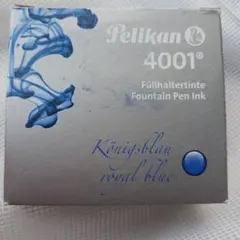 Pelikan
4001®
Füllhaltertinte
Fountain Pen Ink
Königsblau
royal blue